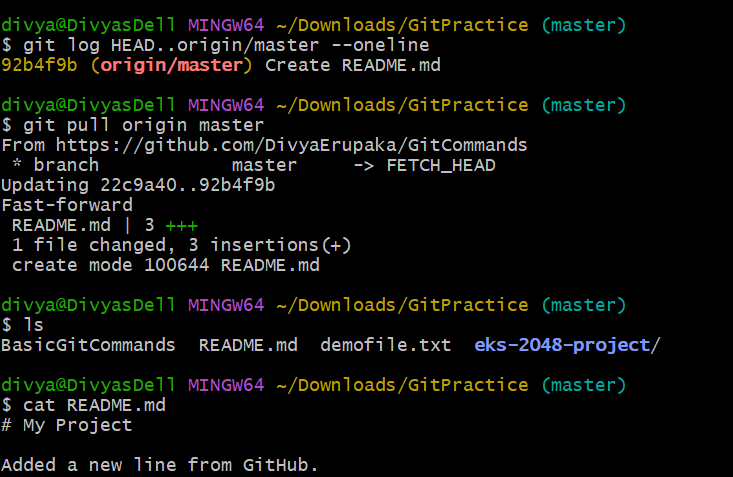 divya@DivyasDell MINGW64 ~/Downloads/GitPractice (master)
$ git log HEAD..origin/master --oneline
92b4f9b (origin/master) Create README.md
divya@DivyasDell MINGW64 ~/Downloads/GitPractice (master)
$ git pull origin master
From https://github.com/DivyaErupaka/GitCommands
 * branch            master     -> FETCH_HEAD
Updating 22c9a40..92b4f9b
Fast-forward
 README.md | 3 +++
 1 file changed, 3 insertions(+)
 create mode 100644 README.md
divya@DivyasDell MINGW64 ~/Downloads/GitPractice (master)
$ ls
BasicGitCommands  README.md  demofile.txt  eks-2048-project/
divya@DivyasDell MINGW64 ~/Downloads/GitPractice (master)
$ cat README.md
# My Project
Added a new line from GitHub.